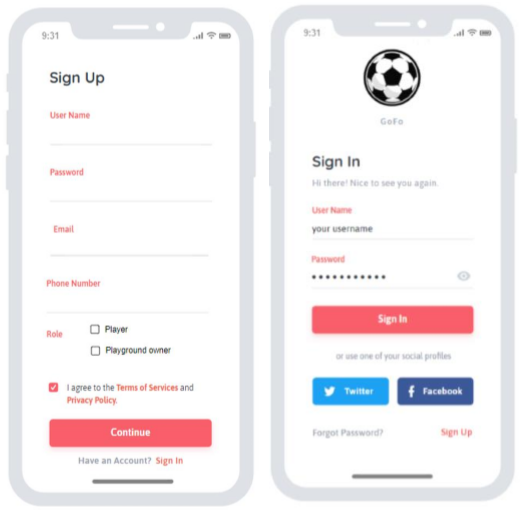 9:31
Sign Up
User Name
Password
Email
Phone Number
Role
Player
Playground owner
I agree to the Terms of Services and
Privacy Policy.
Continue
Have an Account? Sign In
9:31
GoFo
Sign In
Hi there! Nice to see you again.
User Name
your username
Password
•••••••••••
Sign In
or use one of your social profiles
Twitter
Facebook
Forgot Password?
Sign Up